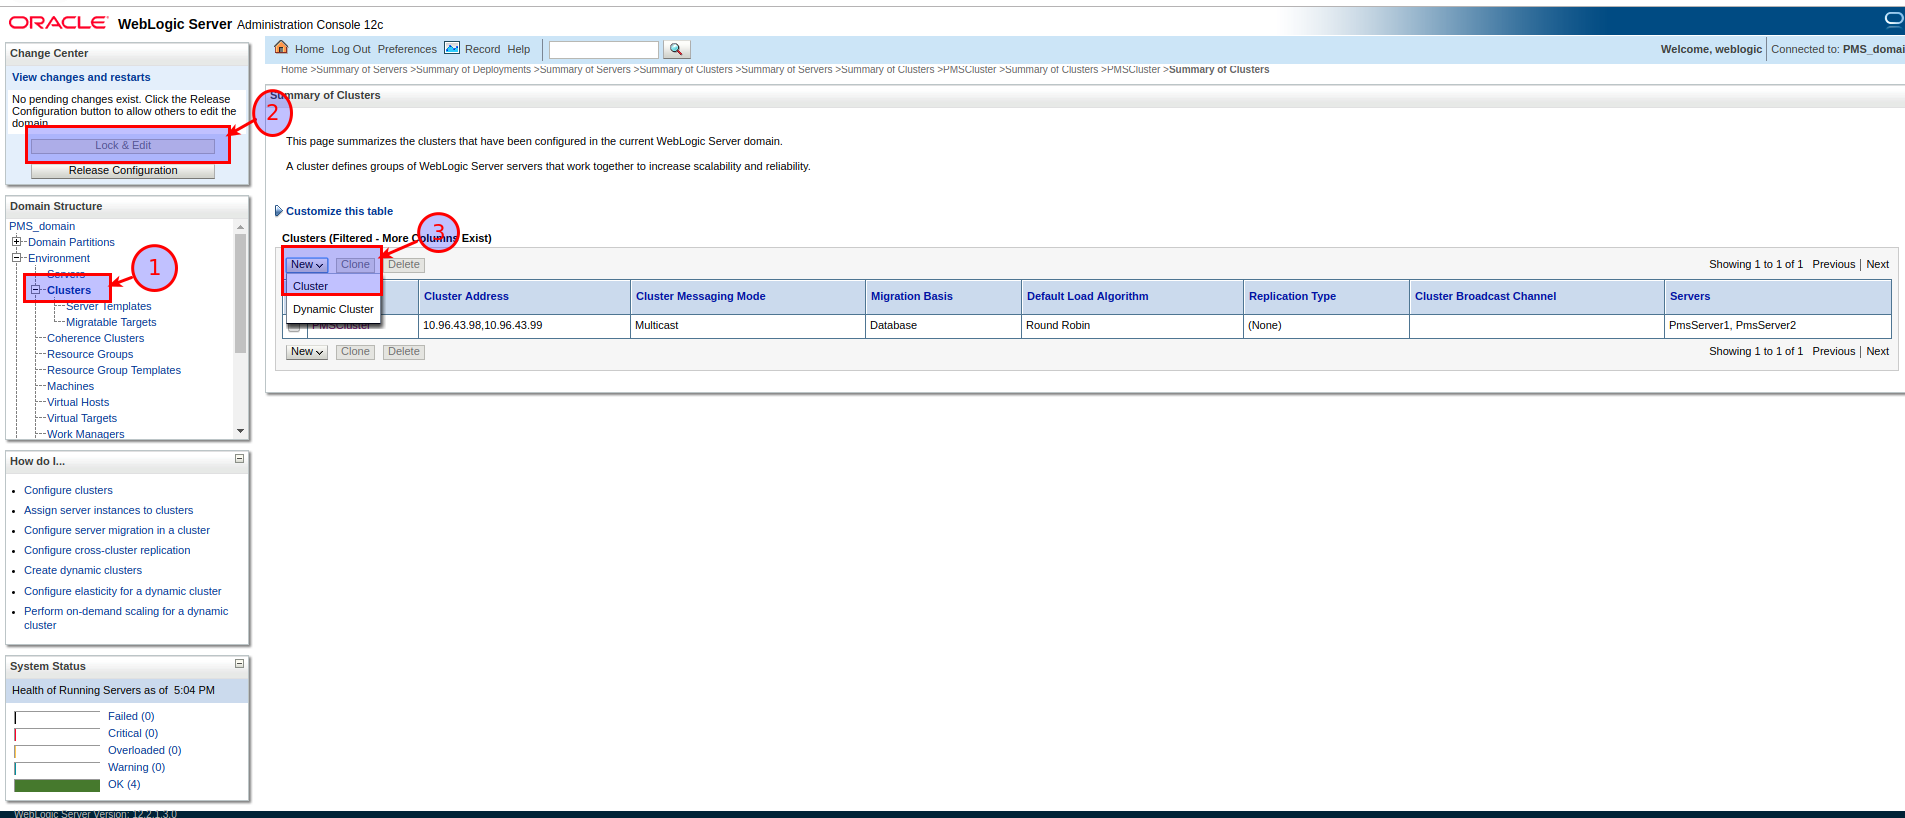 ORACLE WebLogic Server Administration Console 12c
Change Center
View changes and restarts
No pending changes exist. Click the Release
Configuration button to allow others to edit the
domain.
Lock & Edit
Release Configuration
2
Domain Structure
PMS_domain
Domain Partitions
Environment
Servers
Clusters
Server Templates
Migratable Targets
Coherence Clusters
Resource Groups
Resource Group Templates
Machines
Virtual Hosts
Virtual Targets
Work Managers
1
How do I...
Configure clusters
Assign server instances to clusters
Configure server migration in a cluster
Configure cross-cluster replication
Create dynamic clusters
Configure elasticity for a dynamic cluster
Perform on-demand scaling for a dynamic
cluster
System Status
Health of Running Servers as of 5:04 PM
Failed (0)
Critical (0)
Overloaded (0)
Warning (0)
OK (4)
Home Log Out Preferences Record Help
Welcome, weblogic Connected to: PMS_domai
Home >Summary of Servers >Summary of Deployments >Summary of Servers >Summary of Clusters >Summary of Servers >Summary of Clusters >PMSCluster >Summary of Clusters >PMSCluster >Summary of Clusters
Summary of Clusters
This page summarizes the clusters that have been configured in the current WebLogic Server domain.
A cluster defines groups of WebLogic Server servers that work together to increase scalability and reliability.
Customize this table
Clusters (Filtered - More Columns Exist)
3
New Clone Delete
Showing 1 to 1 of 1 Previous | Next
Cluster
Dynamic Cluster
Cluster Address Cluster Messaging Mode Migration Basis Default Load Algorithm Replication Type Cluster Broadcast Channel Servers
PMSCluster 10.96.43.98,10.96.43.99 Multicast Database Round Robin (None) PmsServer1, PmsServer2
New Clone Delete
Showing 1 to 1 of 1 Previous | Next
WebLogic Server Version: 12.2.1.3.0